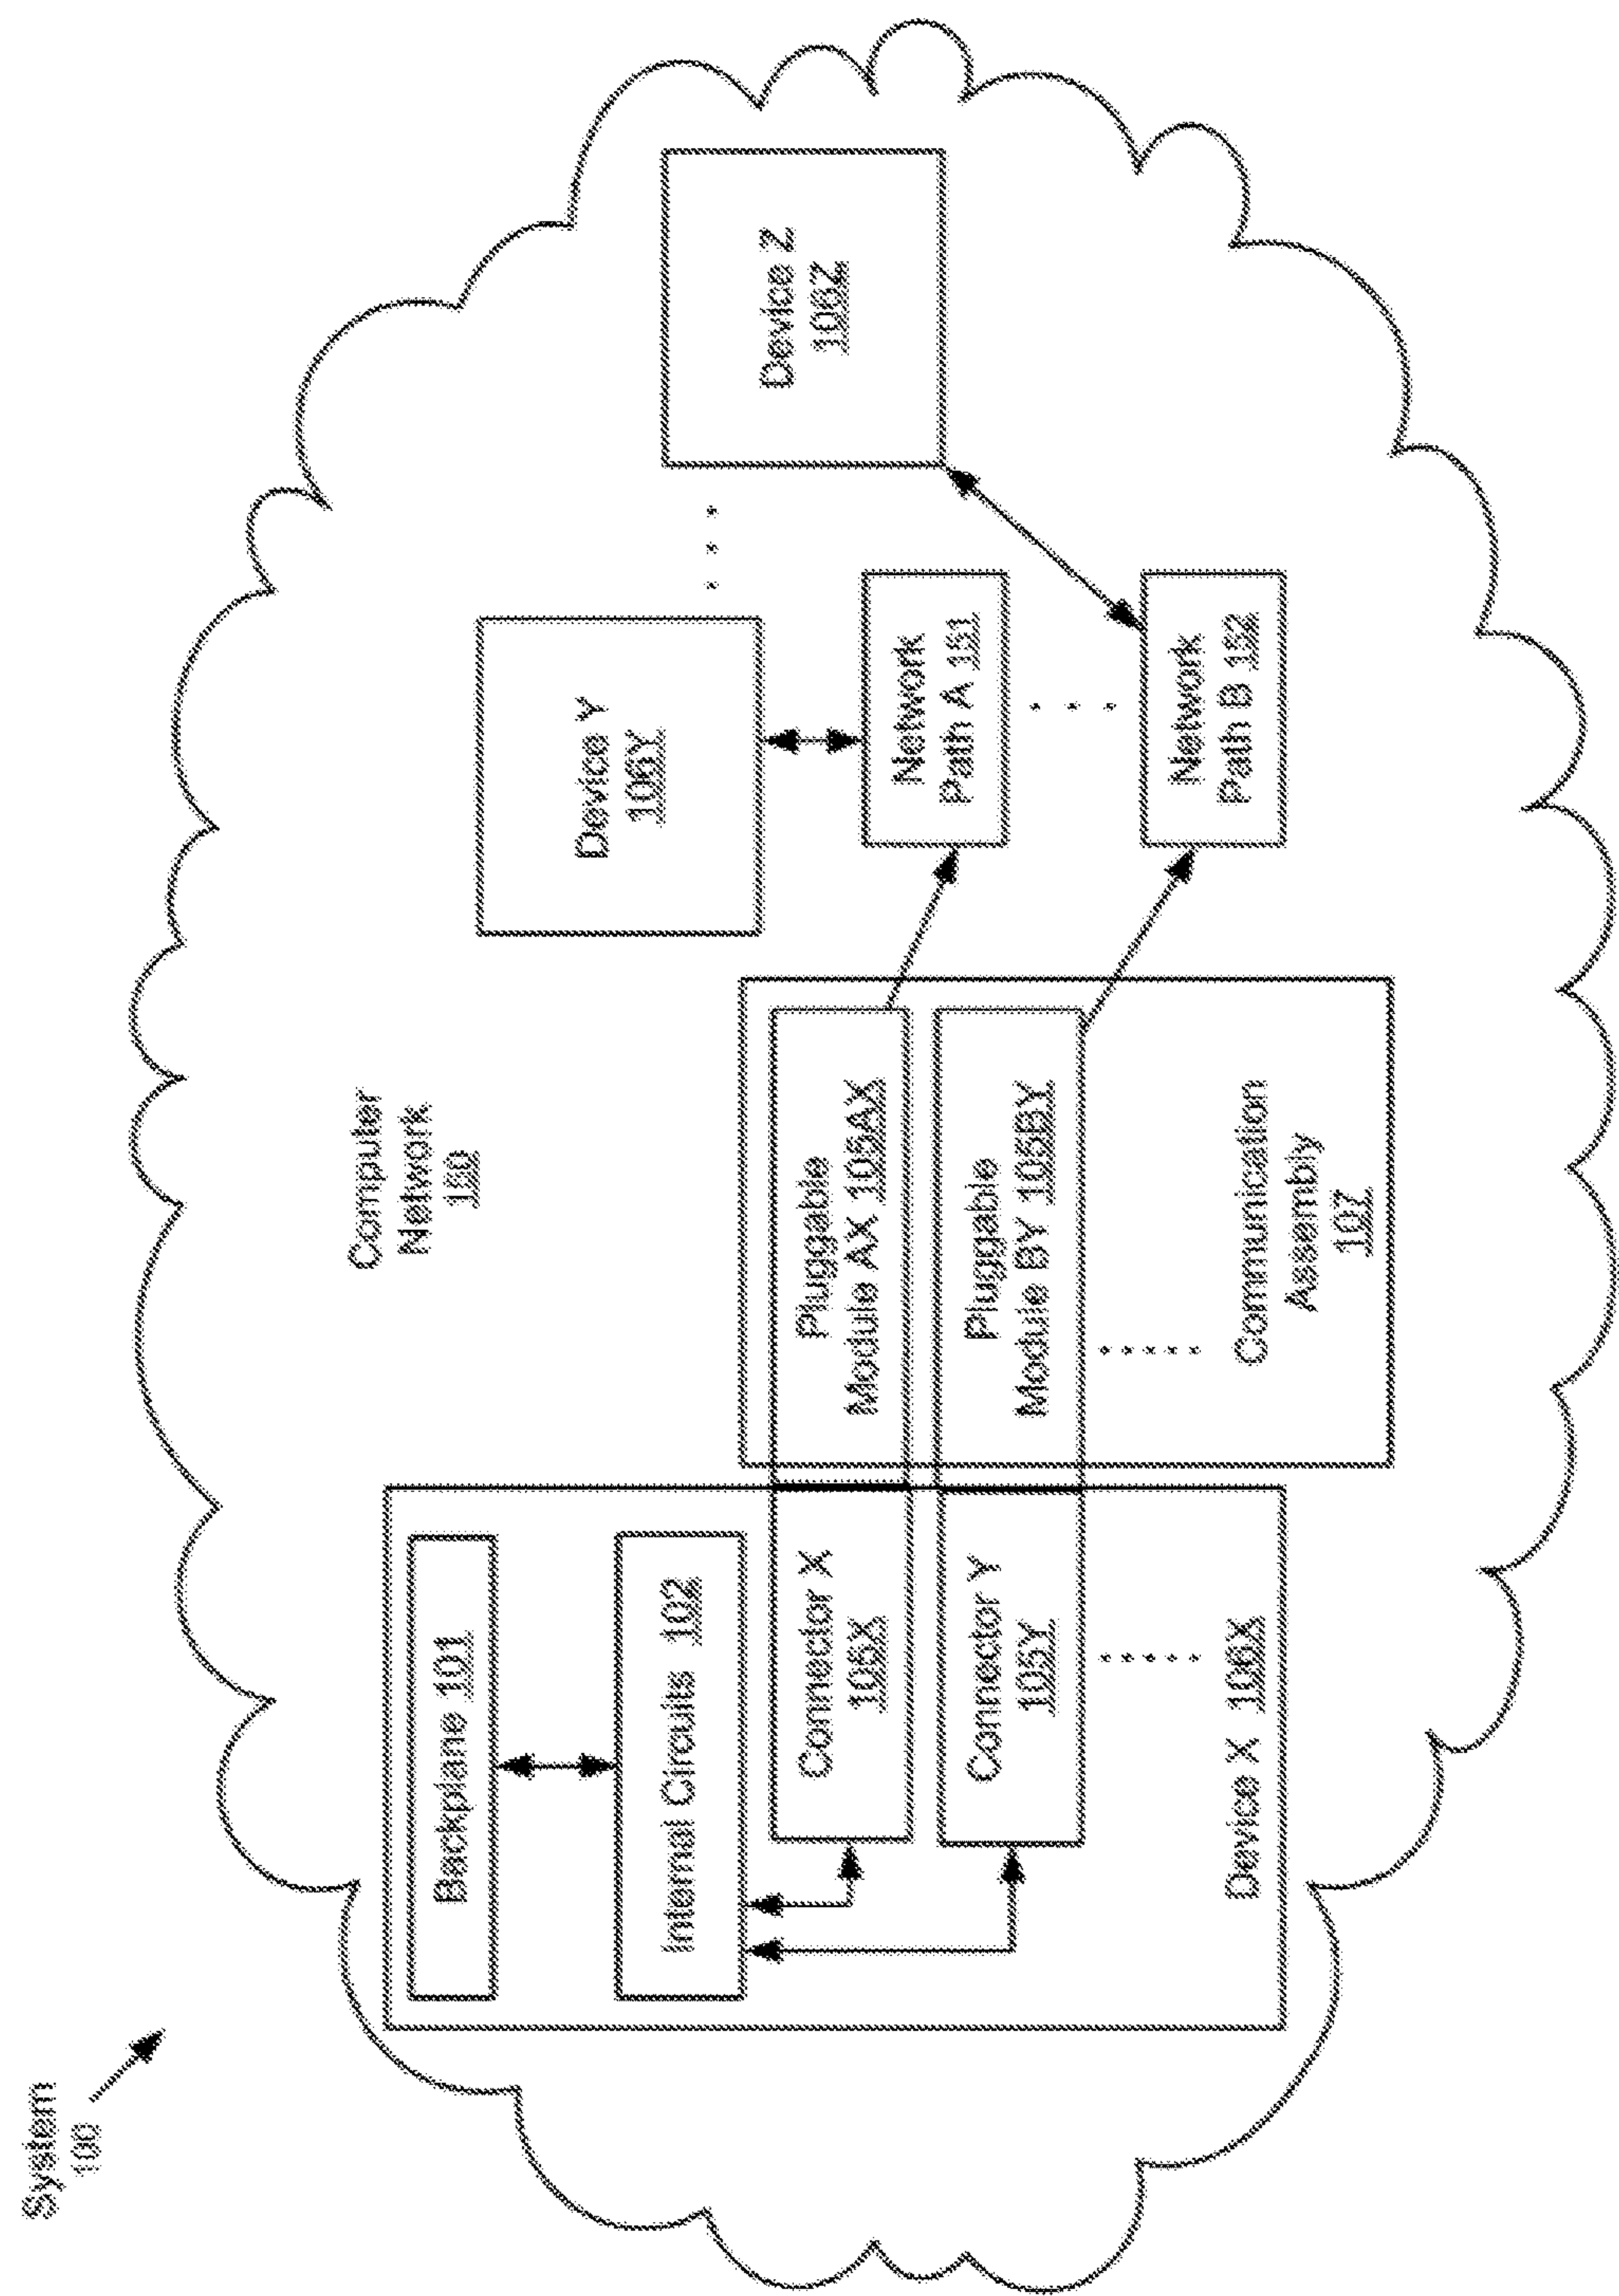 System
100
Computer
Network
150
Backplane 101
Internal Circuits 102
Connector X
105X
Connector Y
105Y
Device X 106X
Pluggable
Module AX 105AX
Pluggable
Module BY 105BY
Communication
Assembly
107
Device Y
106Y
Network
Path A 151
Network
Path B 152
Device Z
106Z